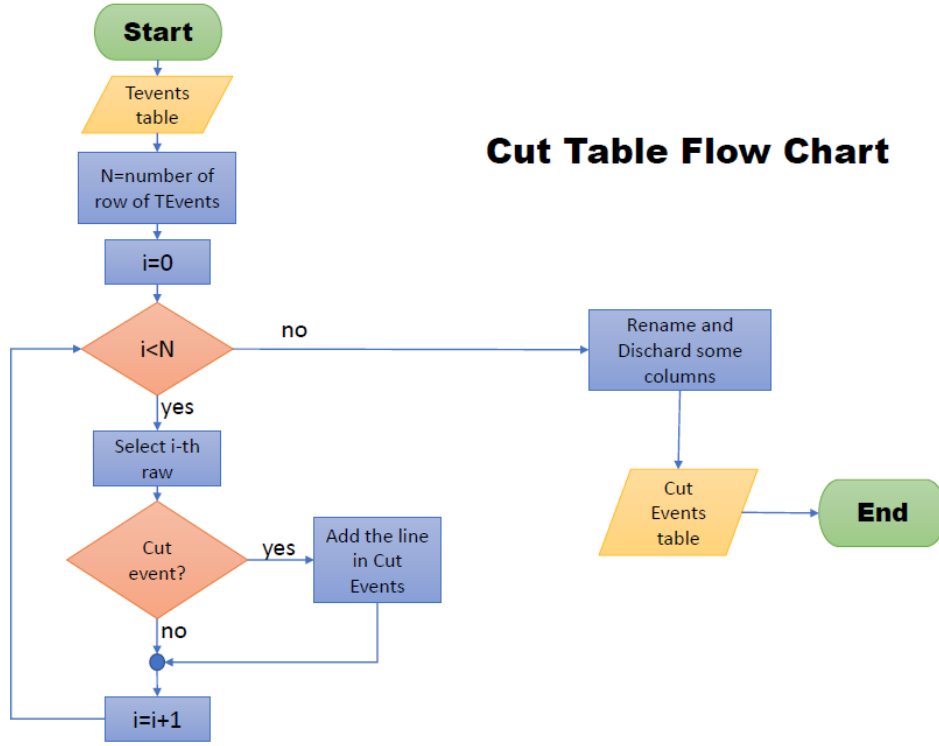 Start
Tevents
table
Cut Table Flow Chart
N=number of
row of TEvents
i=0
i<N
no
Rename and
Dischard some
columns
yes
Select i-th
raw
Cut
Events
table
End
Cut
event?
yes
Add the line
in Cut
Events
no
i=i+1